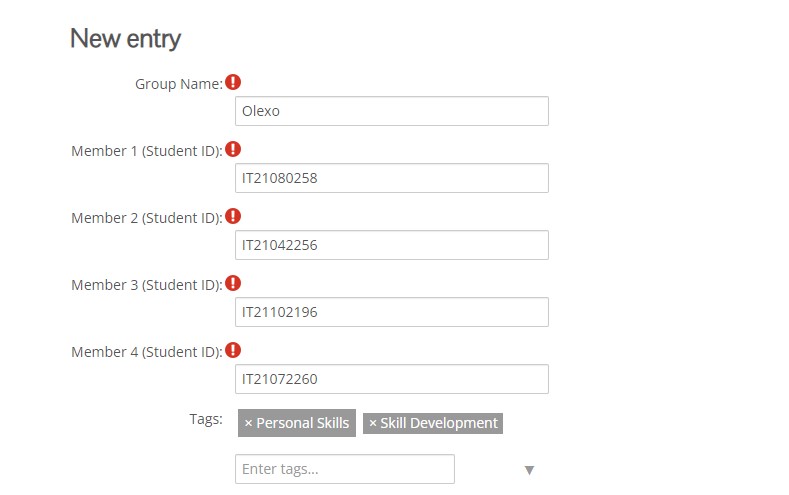 New entry
Group Name:
Olexo
Member 1 (Student ID):
IT21080258
Member 2 (Student ID):
IT21042256
Member 3 (Student ID):
IT21102196
Member 4 (Student ID):
IT21072260
Tags: × Personal Skills × Skill Development
Enter tags...